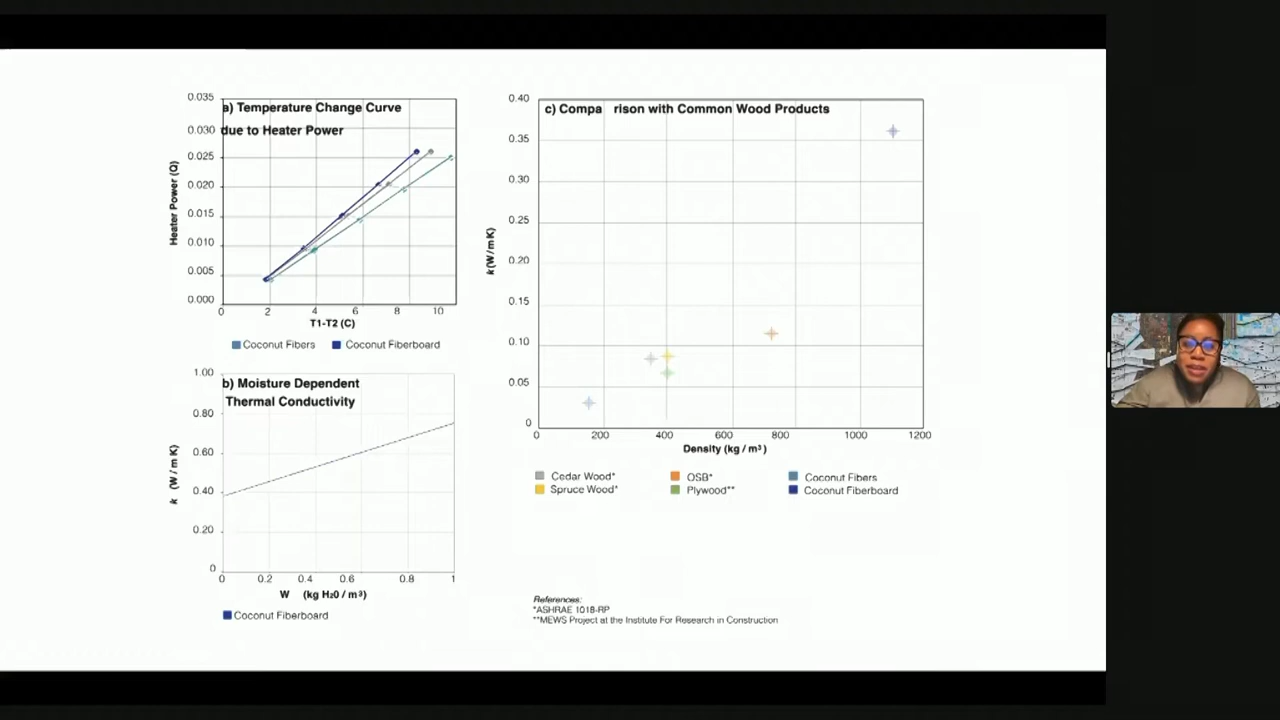 a) Temperature Change Curve
due to Heater Power
Heater Power (Q)
0.035
0.030
0.025
0.020
0.015
0.010
0.005
0.000
0 2 4 6 8 10
T1-T2 (C)
Coconut Fibers Coconut Fiberboard
b) Moisture Dependent
Thermal Conductivity
k (W / m K)
1.00
0.80
0.60
0.40
0.20
0
0 0.2 0.4 0.6 0.8 1
W (kg H20 / m³)
Coconut Fiberboard
c) Compa rison with Common Wood Products
k (W / m K)
0.40
0.35
0.30
0.25
0.20
0.15
0.10
0.05
0
0 200 400 600 800 1000 1200
Density (kg / m³)
Cedar Wood* OSB* Coconut Fibers
Spruce Wood* Plywood** Coconut Fiberboard
References:
*ASHRAE 1018-RP
**MEWS Project at the Institute For Research in Construction